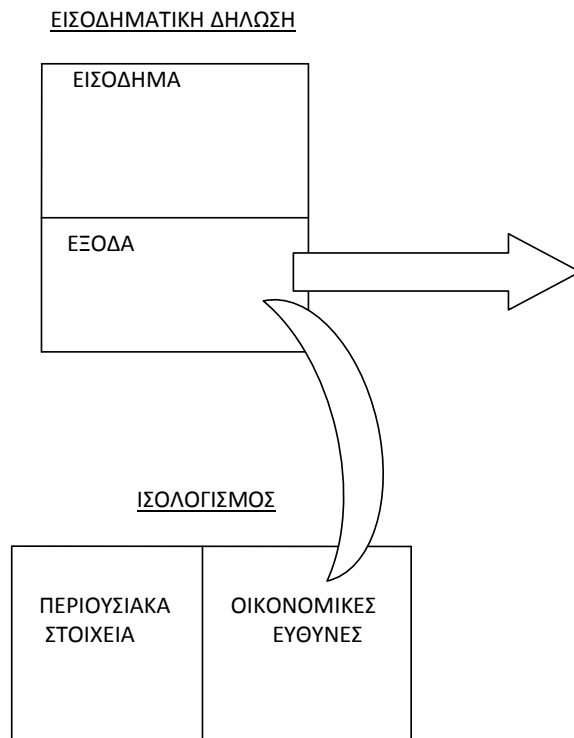 ΕΙΣΟΔΗΜΑΤΙΚΗ ΔΗΛΩΣΗ
ΕΙΣΟΔΗΜΑ
ΕΞΟΔΑ
ΙΣΟΛΟΓΙΣΜΟΣ
ΠΕΡΙΟΥΣΙΑΚΑ
ΣΤΟΙΧΕΙΑ
ΟΙΚΟΝΟΜΙΚΕΣ
ΕΥΘΥΝΕΣ